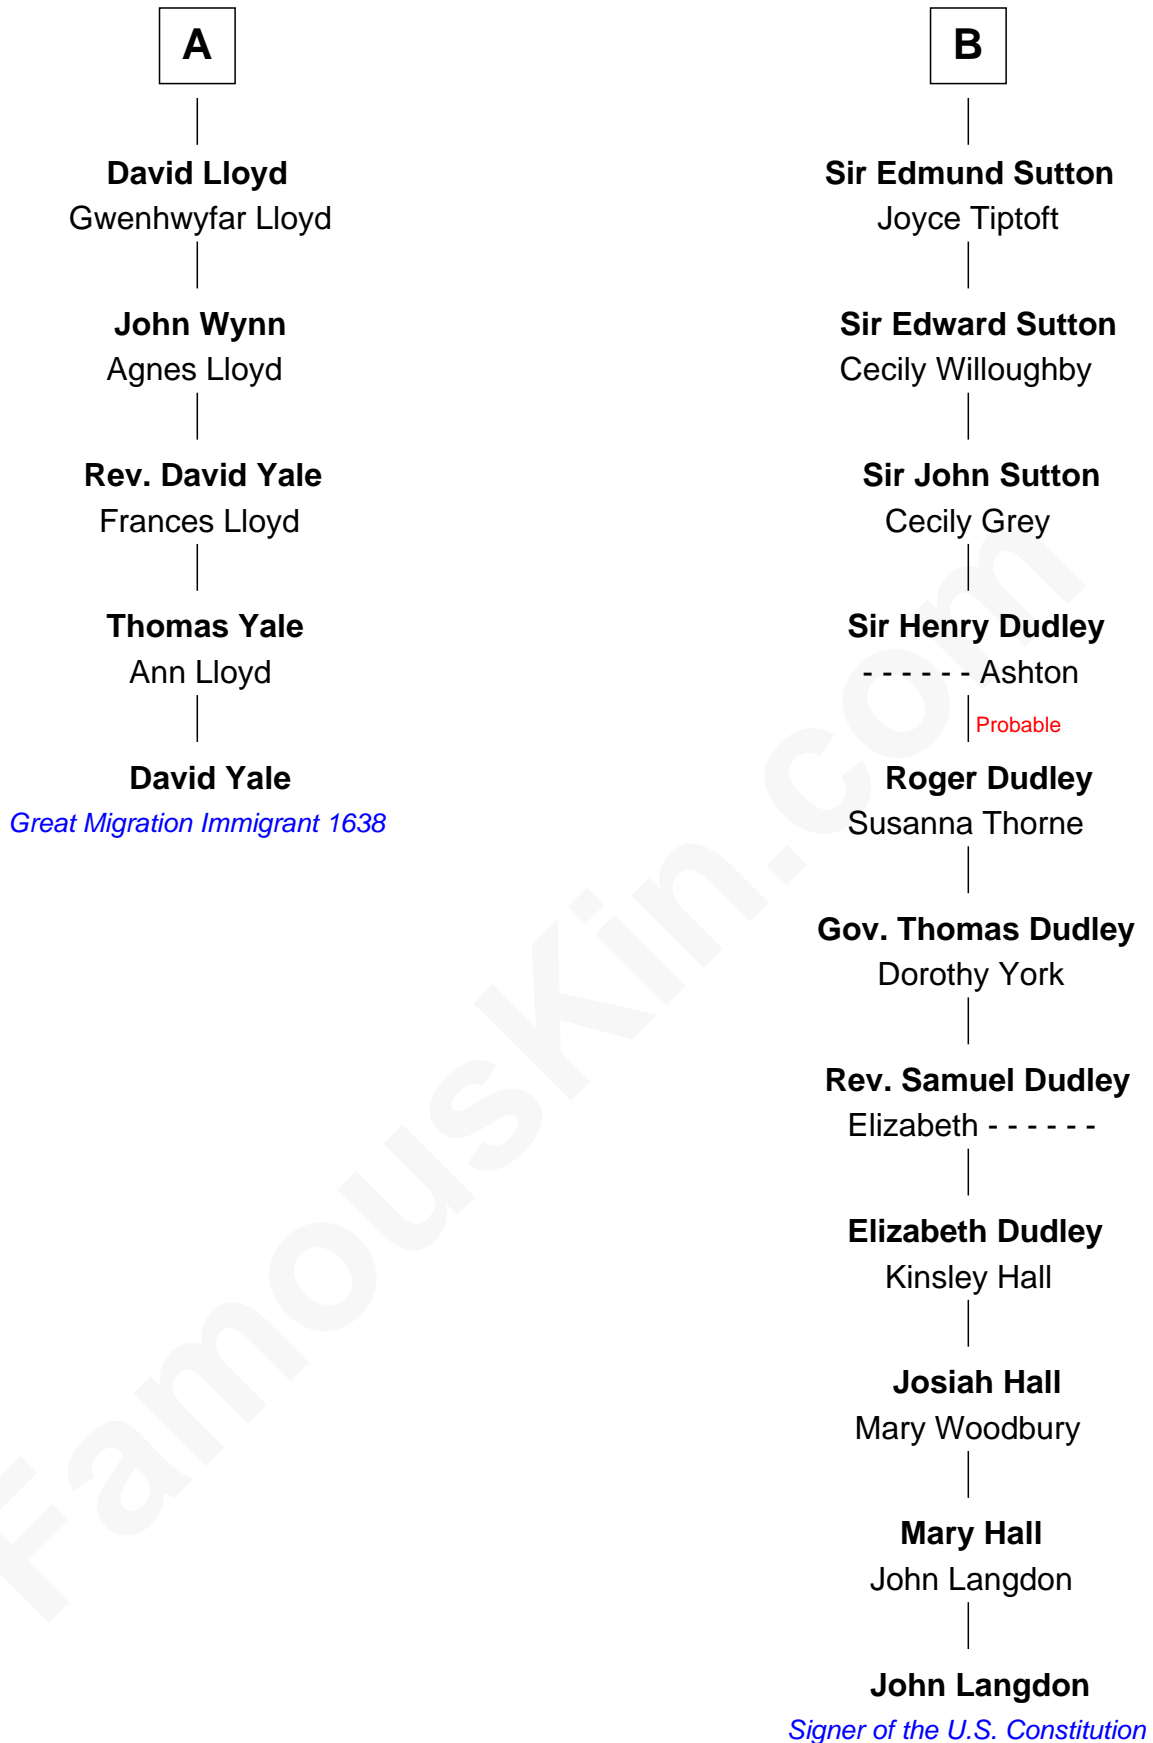 A
David Lloyd
Gwenhwyfar Lloyd
John Wynn
Agnes Lloyd
Rev. David Yale
Frances Lloyd
Thomas Yale
Ann Lloyd
David Yale
Great Migration Immigrant 1638
B
Sir Edmund Sutton
Joyce Tiptoft
Sir Edward Sutton
Cecily Willoughby
Sir John Sutton
Cecily Grey
Sir Henry Dudley
- - - - - - Ashton
Probable
Roger Dudley
Susanna Thorne
Gov. Thomas Dudley
Dorothy York
Rev. Samuel Dudley
Elizabeth - - - - - -
Elizabeth Dudley
Kinsley Hall
Josiah Hall
Mary Woodbury
Mary Hall
John Langdon
John Langdon
Signer of the U.S. Constitution
FamousKin.com